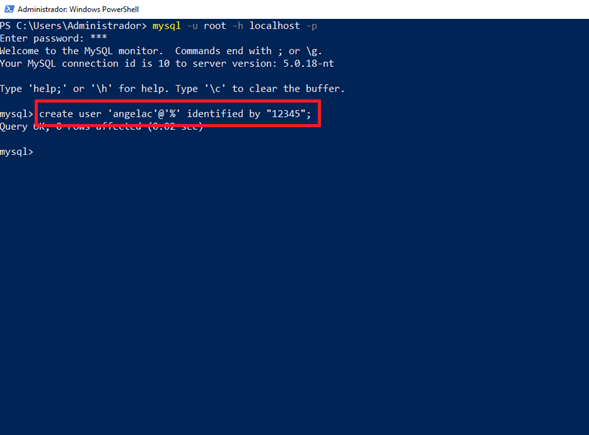 Administrador: Windows PowerShell
PS C:\Users\Administrador> mysql -u root -h localhost -p
Enter password: ***
Welcome to the MySQL monitor.  Commands end with ; or \g.
Your MySQL connection id is 10 to server version: 5.0.18-nt
Type 'help;' or '\h' for help. Type '\c' to clear the buffer.
mysql> create user 'angelac'@'%' identified by "12345";
Query OK, 0 rows affected (0.02 sec)
mysql>